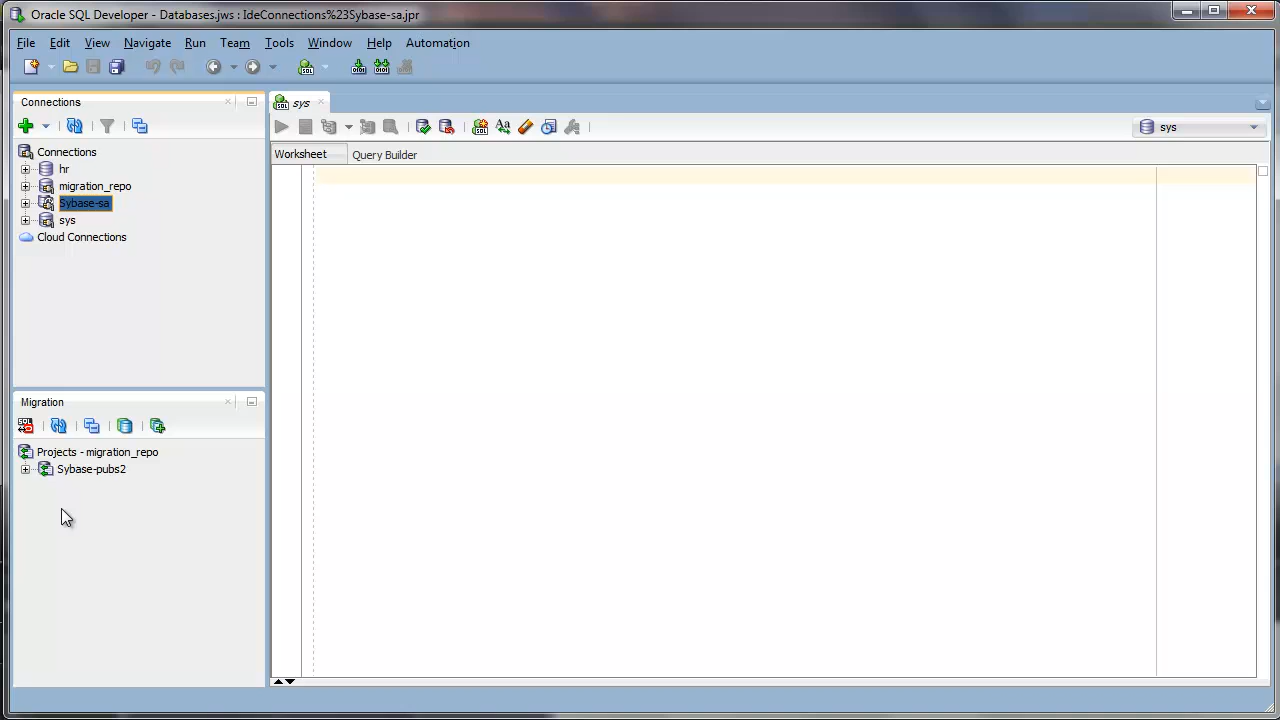 Oracle SQL Developer - Databases.jws : IdeConnections%23Sybase-sa.jpr
File Edit View Navigate Run Team Tools Window Help Automation
Connections
sys
sys
Worksheet Query Builder
Connections
hr
migration_repo
Sybase-sa
sys
Cloud Connections
Migration
Projects - migration_repo
Sybase-pubs2